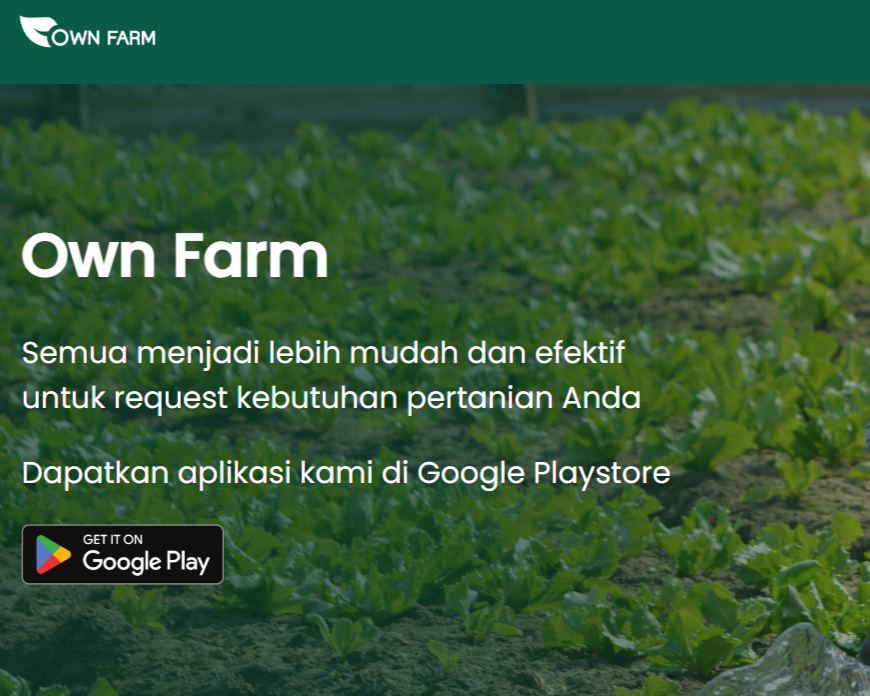 OWN FARM
Own Farm
Semua menjadi lebih mudah dan efektif
untuk request kebutuhan pertanian Anda
Dapatkan aplikasi kami di Google Playstore
GET IT ON
Google Play